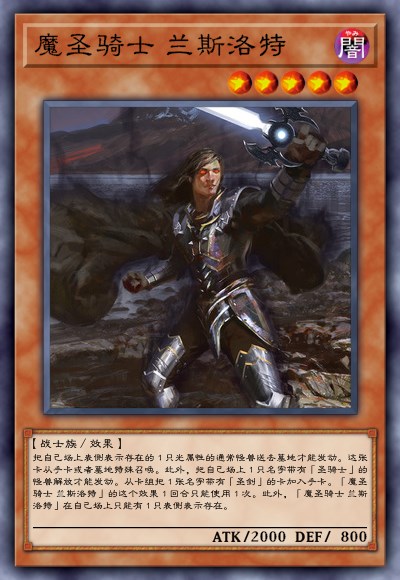 魔圣骑士 兰斯洛特
やみ
闇
【战士族／效果】
把自己场上表侧表示存在的1只光属性的通常怪兽送去墓地才能发动。这张
卡从手卡或者墓地特殊召唤。此外，把自己场上1只名字带有「圣骑士」的
怪兽解放才能发动。从卡组把1张名字带有「圣剑」的卡加入手卡。「魔圣
骑士 兰斯洛特」的这个效果1回合只能使用1次。此外，「魔圣骑士 兰斯
洛特」在自己场上只能有1只表侧表示存在。
ATK/2000 DEF/ 800